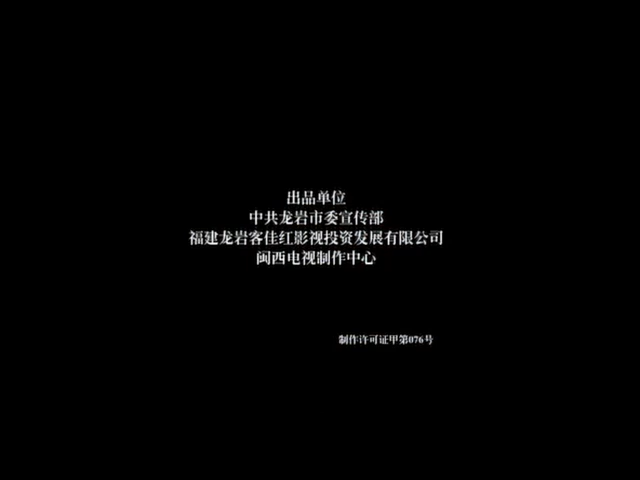 出品单位
中共龙岩市委宣传部
福建龙岩客佳红影视投资发展有限公司
闽西电视制作中心
制作许可证甲第076号